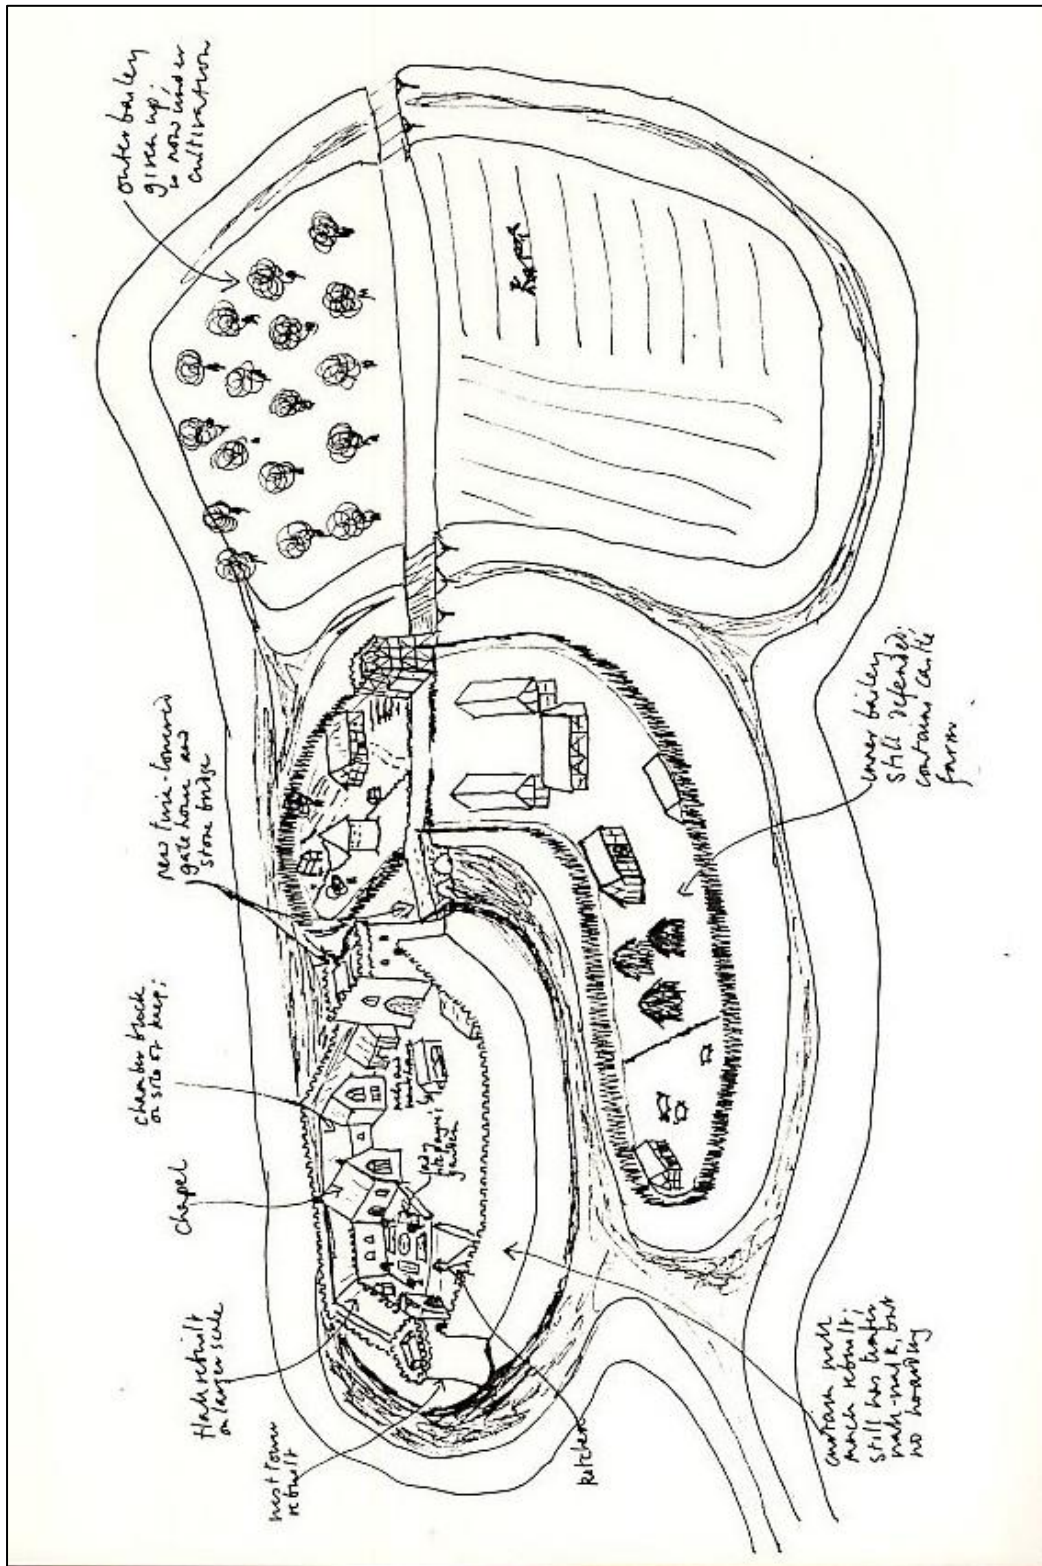 outer bailey
given up;
is now under
cultivation
new twin-towered
gate house and
stone bridge
chamber block
on site of keep;
chapel
Hall rebuilt
on larger scale
west tower
rebuilt
kitchen
lady
garden
inner bailey
still defended;
contains castle
farm
curtain wall
much rebuilt;
still has
wall-walk, but
no hoarding